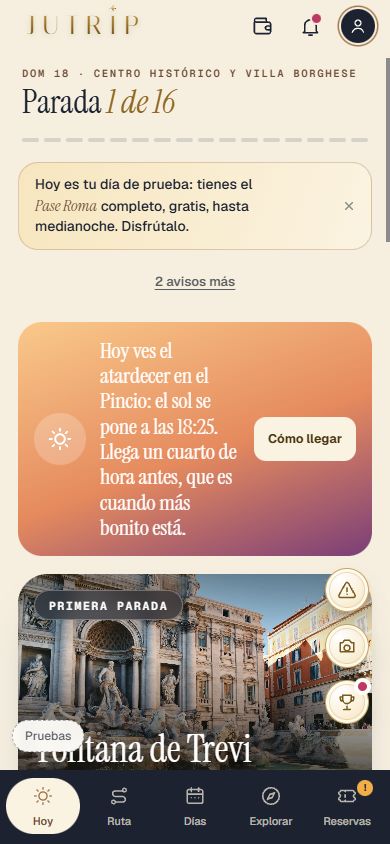 JUTRIP
DOM 18 · CENTRO HISTÓRICO Y VILLA BORGHESE
Parada 1 de 16
Hoy es tu día de prueba: tienes el
Pase Roma completo, gratis, hasta
medianoche. Disfrútalo.
×
2 avisos más
Hoy ves el
atardecer en el
Pincio: el sol se
pone a las 18:25.
Llega un cuarto de
hora antes, que es
cuando más
bonito está.
Cómo llegar
PRIMERA PARADA
Pruebas
Fontana de Trevi
Hoy
Ruta
Días
Explorar
!
Reservas